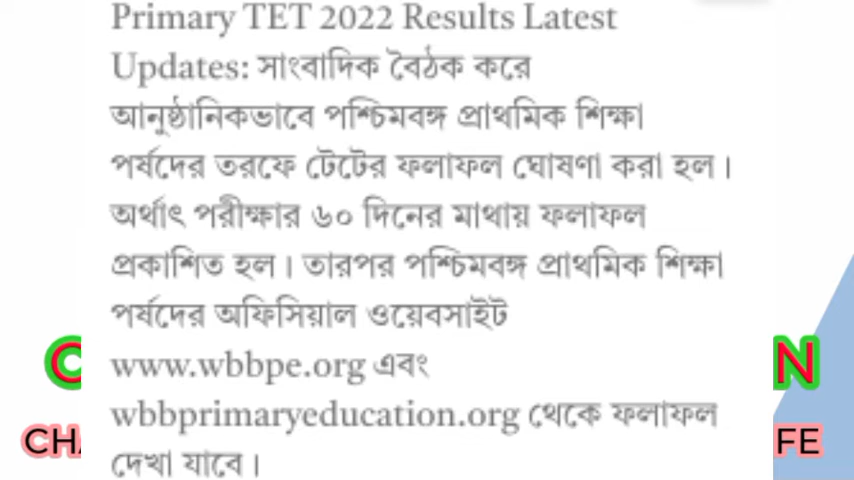 Primary TET 2022 Results Latest
Updates: সাংবাদিক বৈঠক করে
আনুষ্ঠানিকভাবে পশ্চিমবঙ্গ প্রাথমিক শিক্ষা
পর্ষদের তরফে টেটের ফলাফল ঘোষণা করা হল।
অর্থাৎ পরীক্ষার ৬০ দিনের মাথায় ফলাফল
প্রকাশিত হল। তারপর পশ্চিমবঙ্গ প্রাথমিক শিক্ষা
পর্ষদের অফিসিয়াল ওয়েবসাইট
www.wbbpe.org এবং
wbbprimaryeducation.org থেকে ফলাফল
দেখা যাবে।